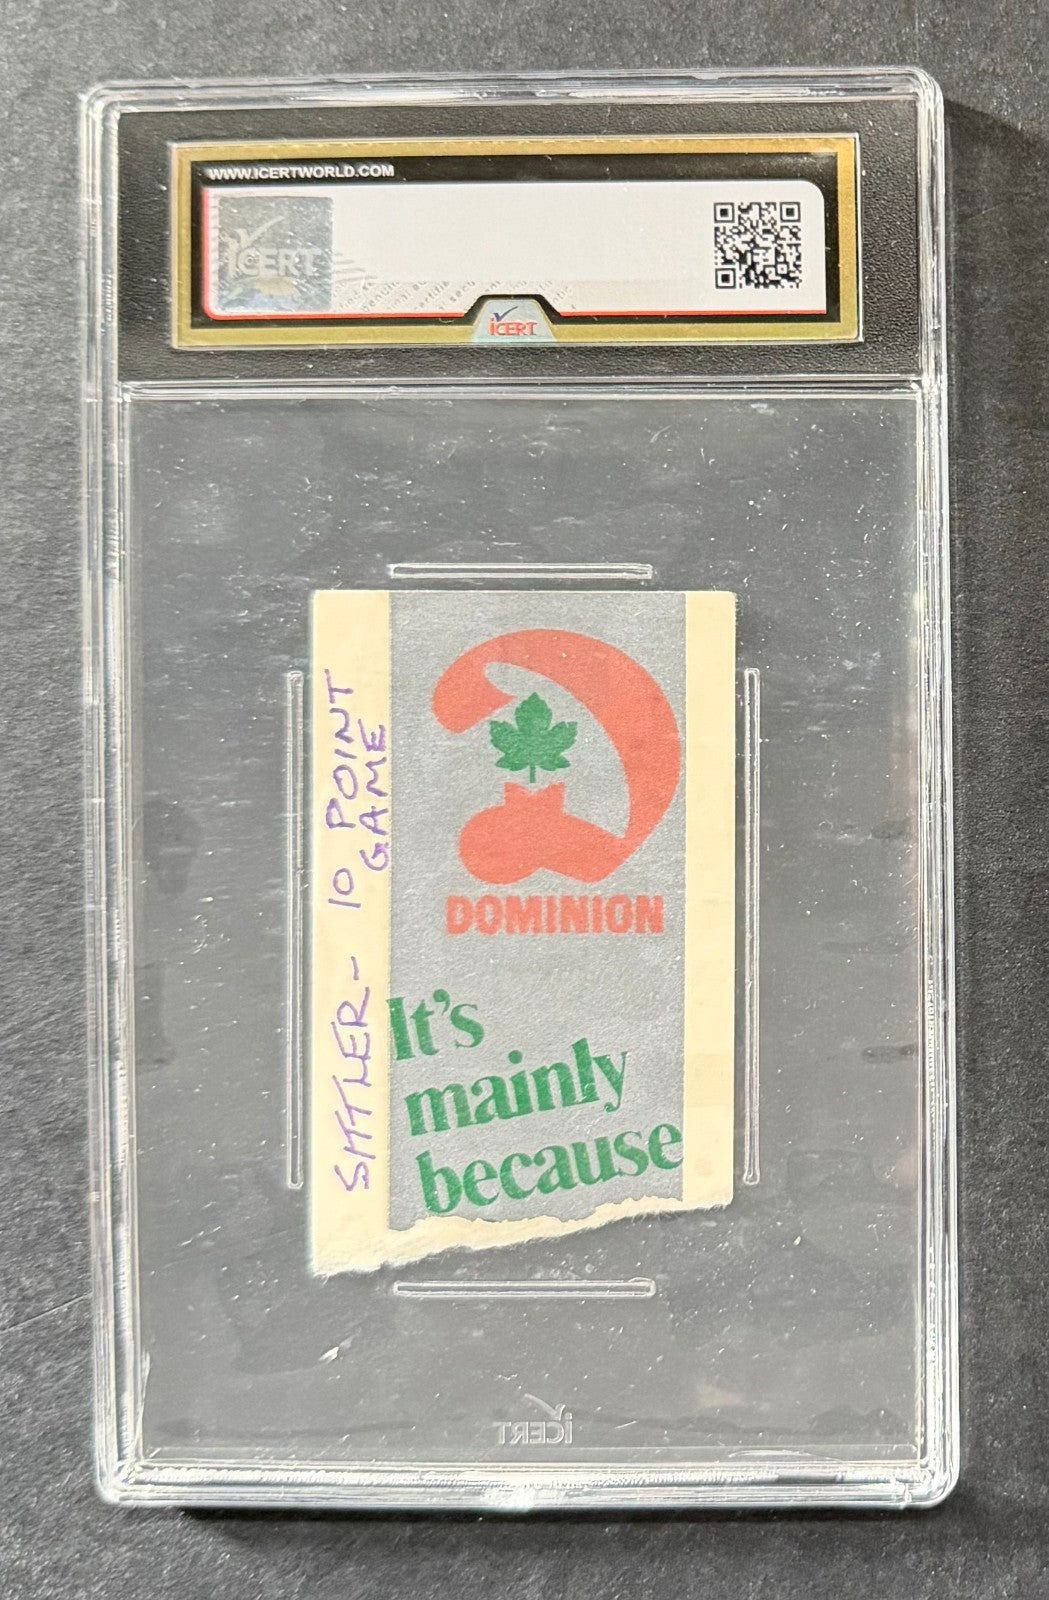 WWW.ICERTWORLD.COM
iCERT
iCERT
SITTLER - 10 POINT
GAME
DOMINION
It's
mainly
because
iCERT